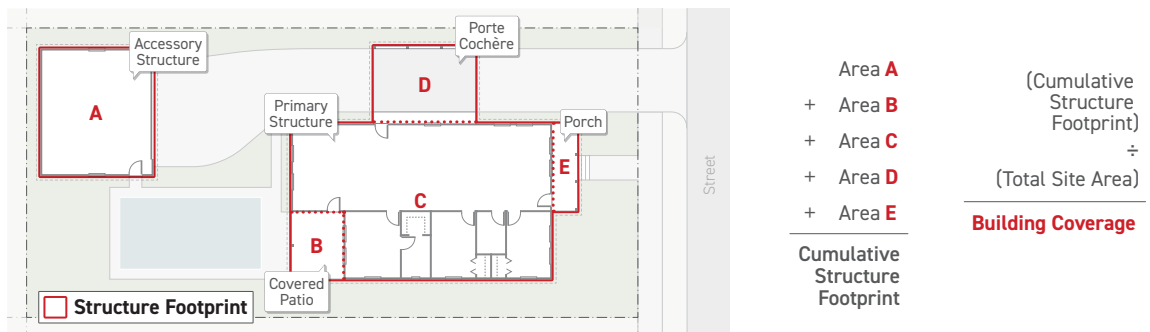 Accessory
Structure
A
Porte
Cochère
D
Primary
Structure
Porch
E
C
B
Covered
Patio
Structure Footprint
Street
Area A
+ Area B
+ Area C
+ Area D
+ Area E
Cumulative
Structure
Footprint
(Cumulative
Structure
Footprint)
÷
(Total Site Area)
Building Coverage